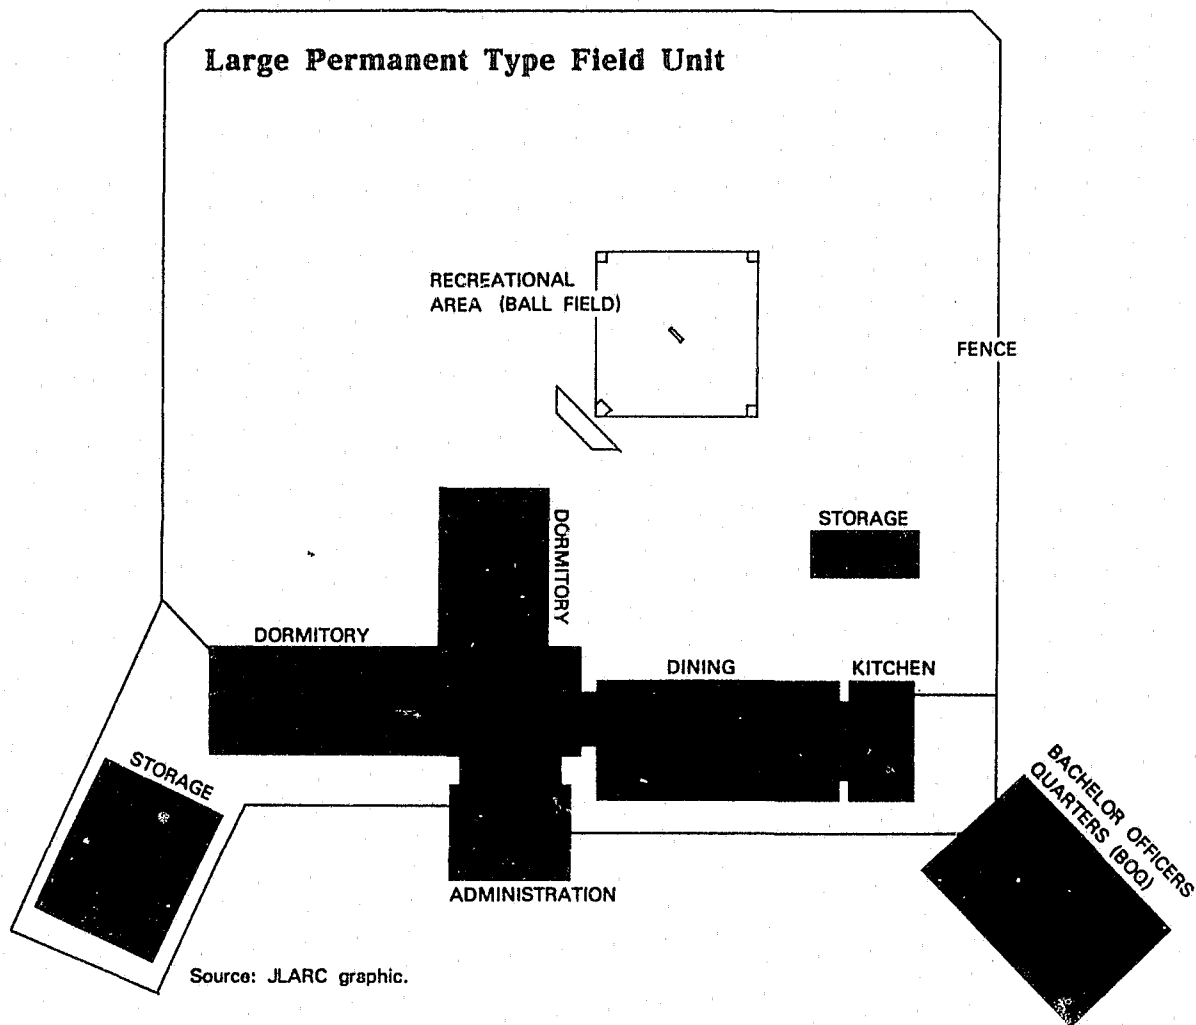 Large Permanent Type Field Unit
RECREATIONAL
AREA (BALL FIELD)
FENCE
STORAGE
DORMITORY
DORMITORY
DINING
KITCHEN
STORAGE
BACHELOR OFFICERS
QUARTERS (BOQ)
ADMINISTRATION
Source: JLARC graphic.